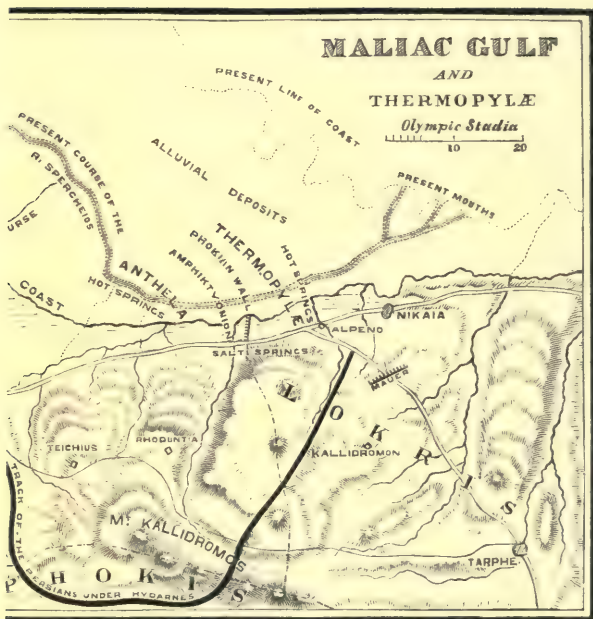 MALIAC GULF
AND
THERMOPYLÆ
Olympic Stadia
10 20
PRESENT LINE OF COAST
PRESENT COURSE OF THE
R. SPERCHEIOS
ALLUVIAL
DEPOSITS
PRESENT MOUTHS
URSE
ANTHELA
HOT SPRINGS
AMPHIKTYONION
PHOKIAN WALL
THERMOPYLÆ
HOT SPRINGS
COAST
NIKAIA
ALPENO
SALT SPRINGS
MAUER
LOKRIS
TEICHIUS
RHODUNTIA
KALLIDROMON
MT KALLIDROMOS
TARPHE
PHOKIS
TRACK OF THE PERSIANS UNDER HYDARNES